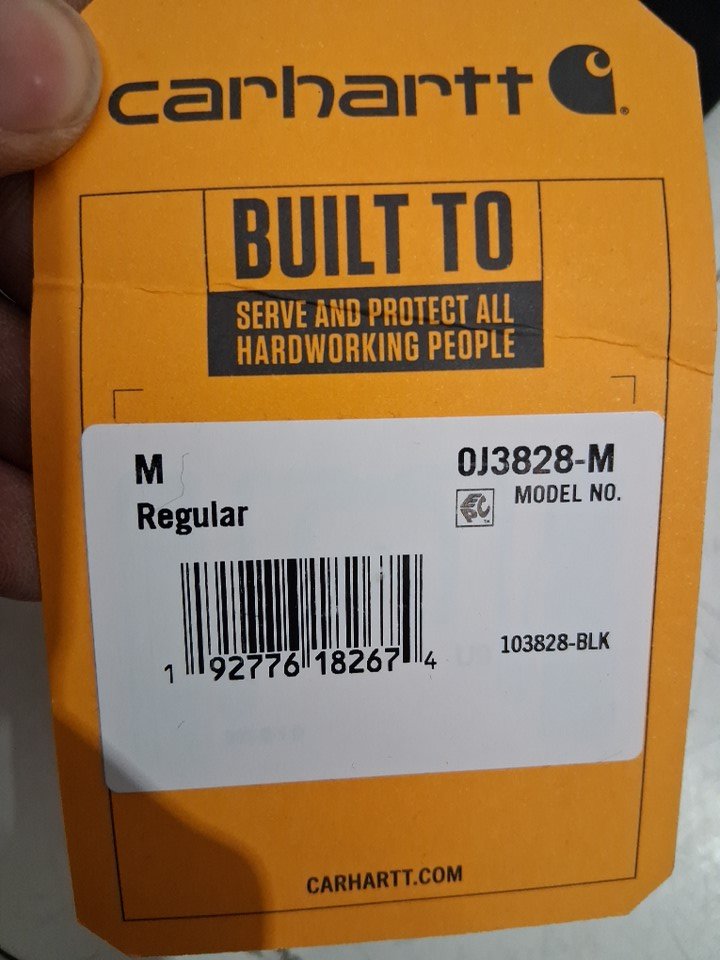 carhartt
BUILT TO
SERVE AND PROTECT ALL
HARDWORKING PEOPLE
M
Regular
0J3828-M
EPC
MODEL NO.
1 92776 18267 4
103828-BLK
CARHARTT.COM